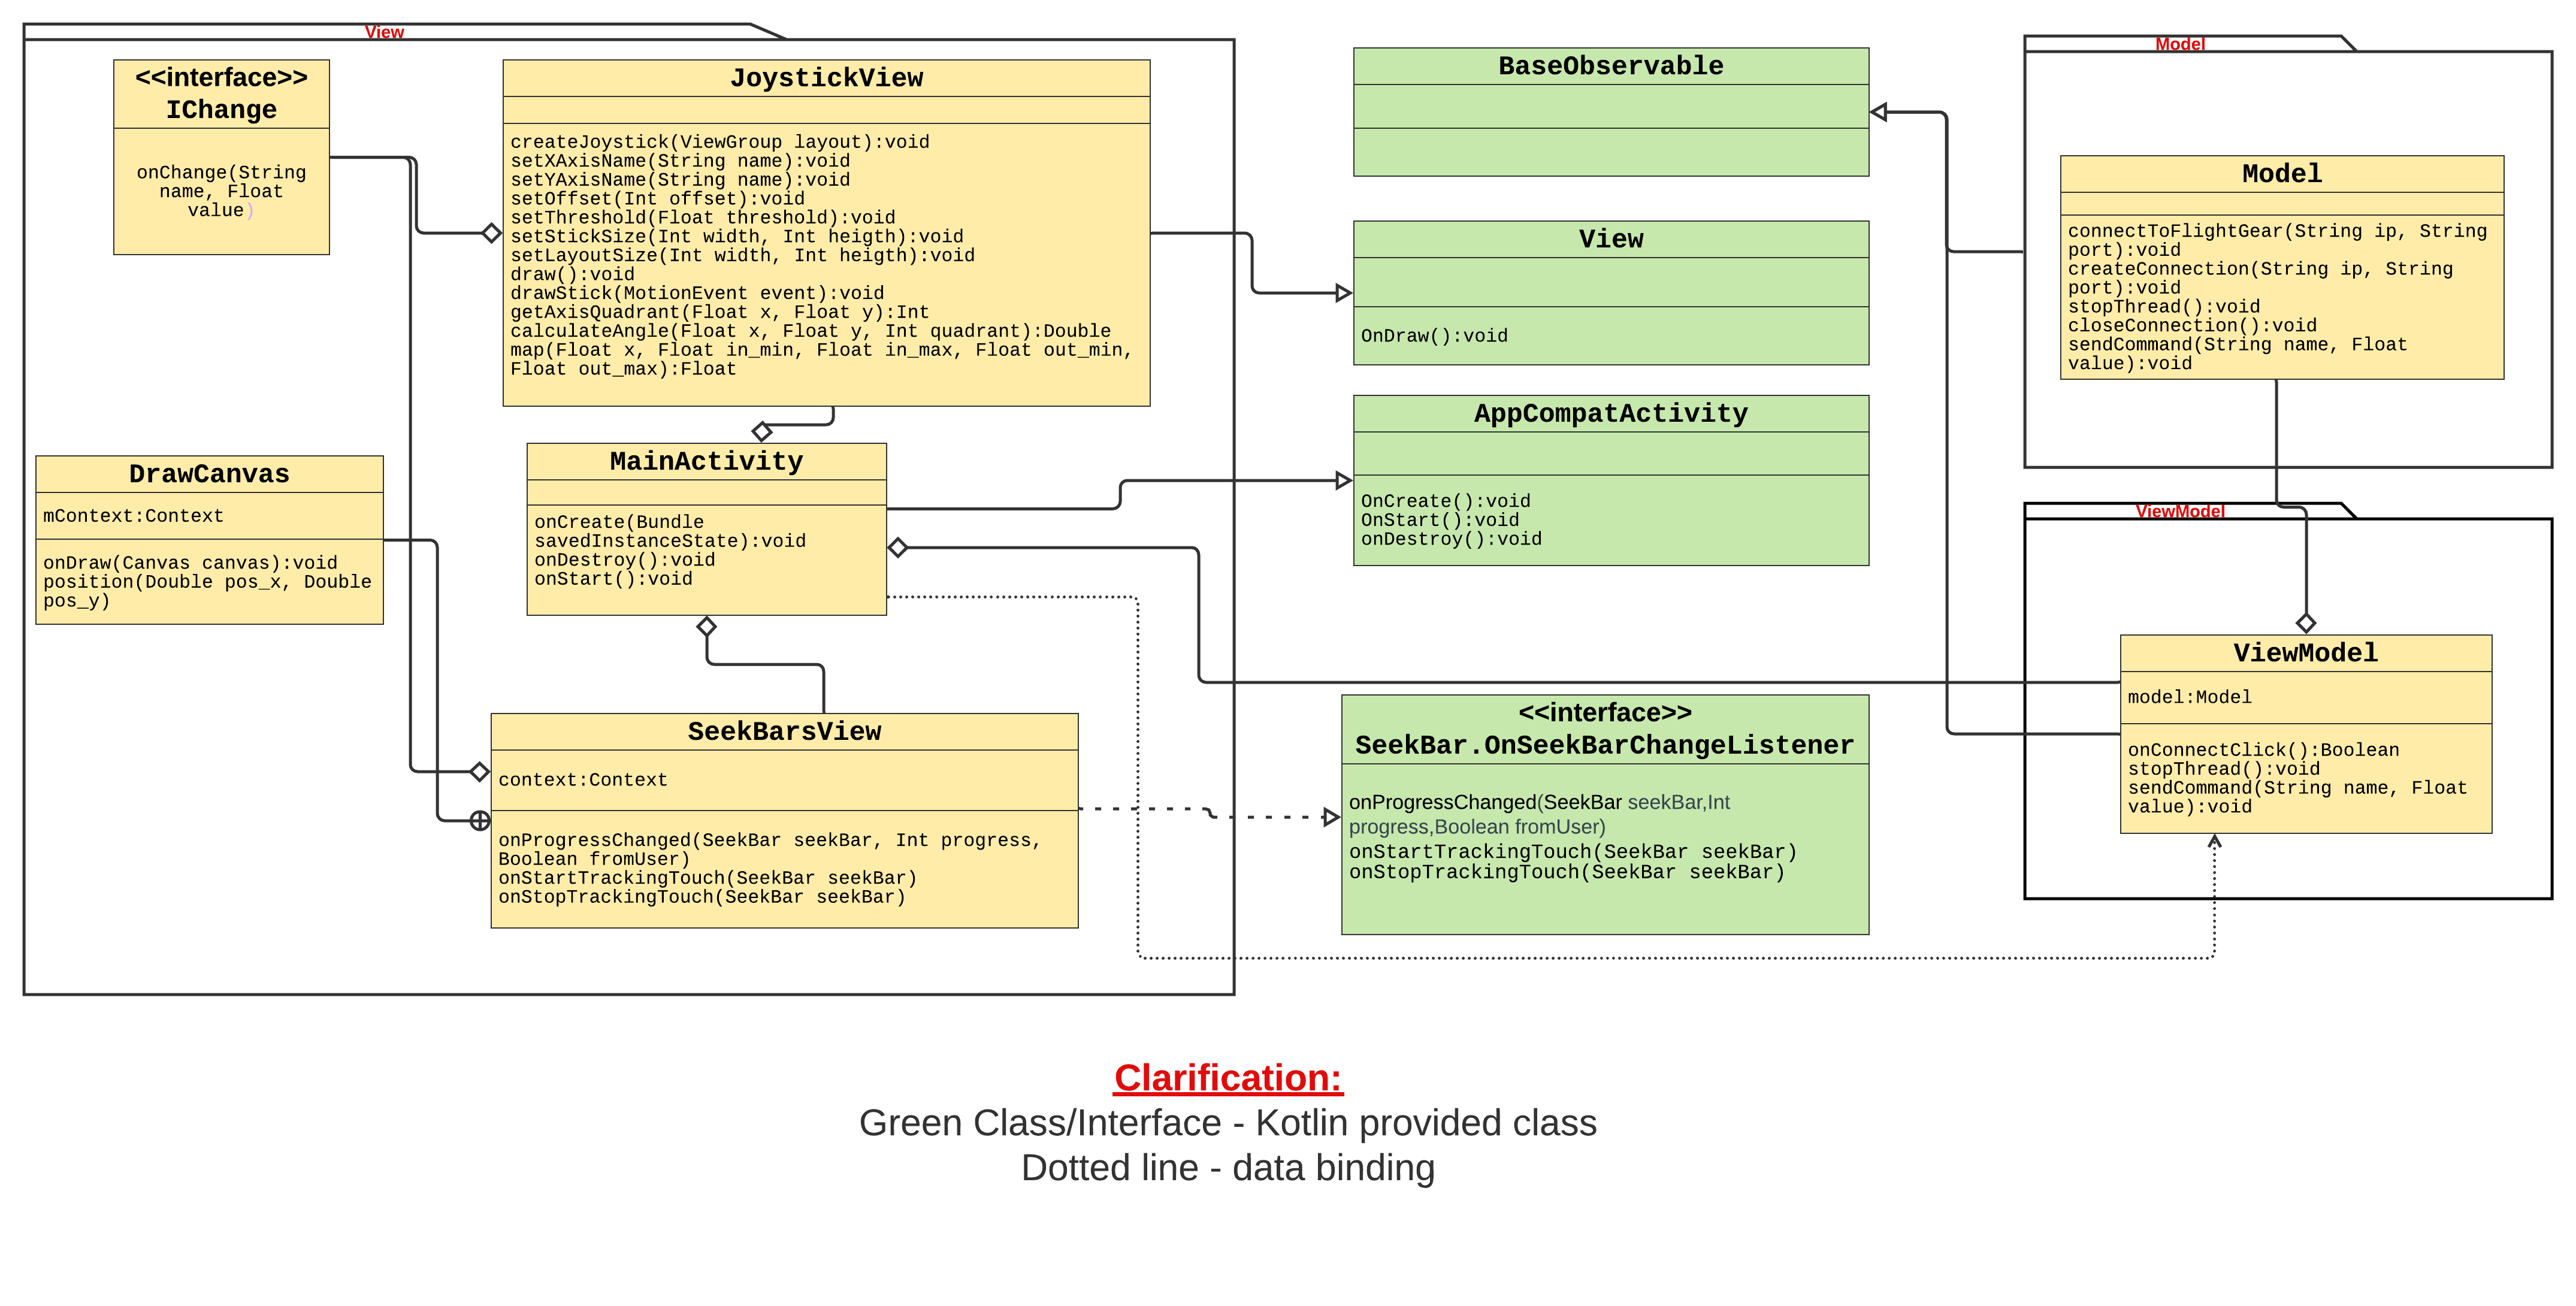 View
<<interface>>
IChange
onChange(String
name, Float
value)
JoystickView
createJoystick(ViewGroup layout):void
setXAxisName(String name):void
setYAxisName(String name):void
setOffset(Int offset):void
setThreshold(Float threshold):void
setStickSize(Int width, Int heigth):void
setLayoutSize(Int width, Int heigth):void
draw():void
drawStick(MotionEvent event):void
getAxisQuadrant(Float x, Float y):Int
calculateAngle(Float x, Float y, Int quadrant):Double
map(Float x, Float in_min, Float in_max, Float out_min,
Float out_max):Float
DrawCanvas
mContext:Context
onDraw(Canvas canvas):void
position(Double pos_x, Double
pos_y)
MainActivity
onCreate(Bundle
savedInstanceState):void
onDestroy():void
onStart():void
SeekBarsView
context:Context
onProgressChanged(SeekBar seekBar, Int progress,
Boolean fromUser)
onStartTrackingTouch(SeekBar seekBar)
onStopTrackingTouch(SeekBar seekBar)
BaseObservable
View
OnDraw():void
AppCompatActivity
OnCreate():void
OnStart():void
onDestroy():void
<<interface>>
SeekBar.OnSeekBarChangeListener
onProgressChanged(SeekBar seekBar,Int
progress,Boolean fromUser)
onStartTrackingTouch(SeekBar seekBar)
onStopTrackingTouch(SeekBar seekBar)
Model
Model
connectToFlightGear(String ip, String
port):void
createConnection(String ip, String
port):void
stopThread():void
closeConnection():void
sendCommand(String name, Float
value):void
ViewModel
ViewModel
model:Model
onConnectClick():Boolean
stopThread():void
sendCommand(String name, Float
value):void
Clarification:
Green Class/Interface - Kotlin provided class
Dotted line - data binding